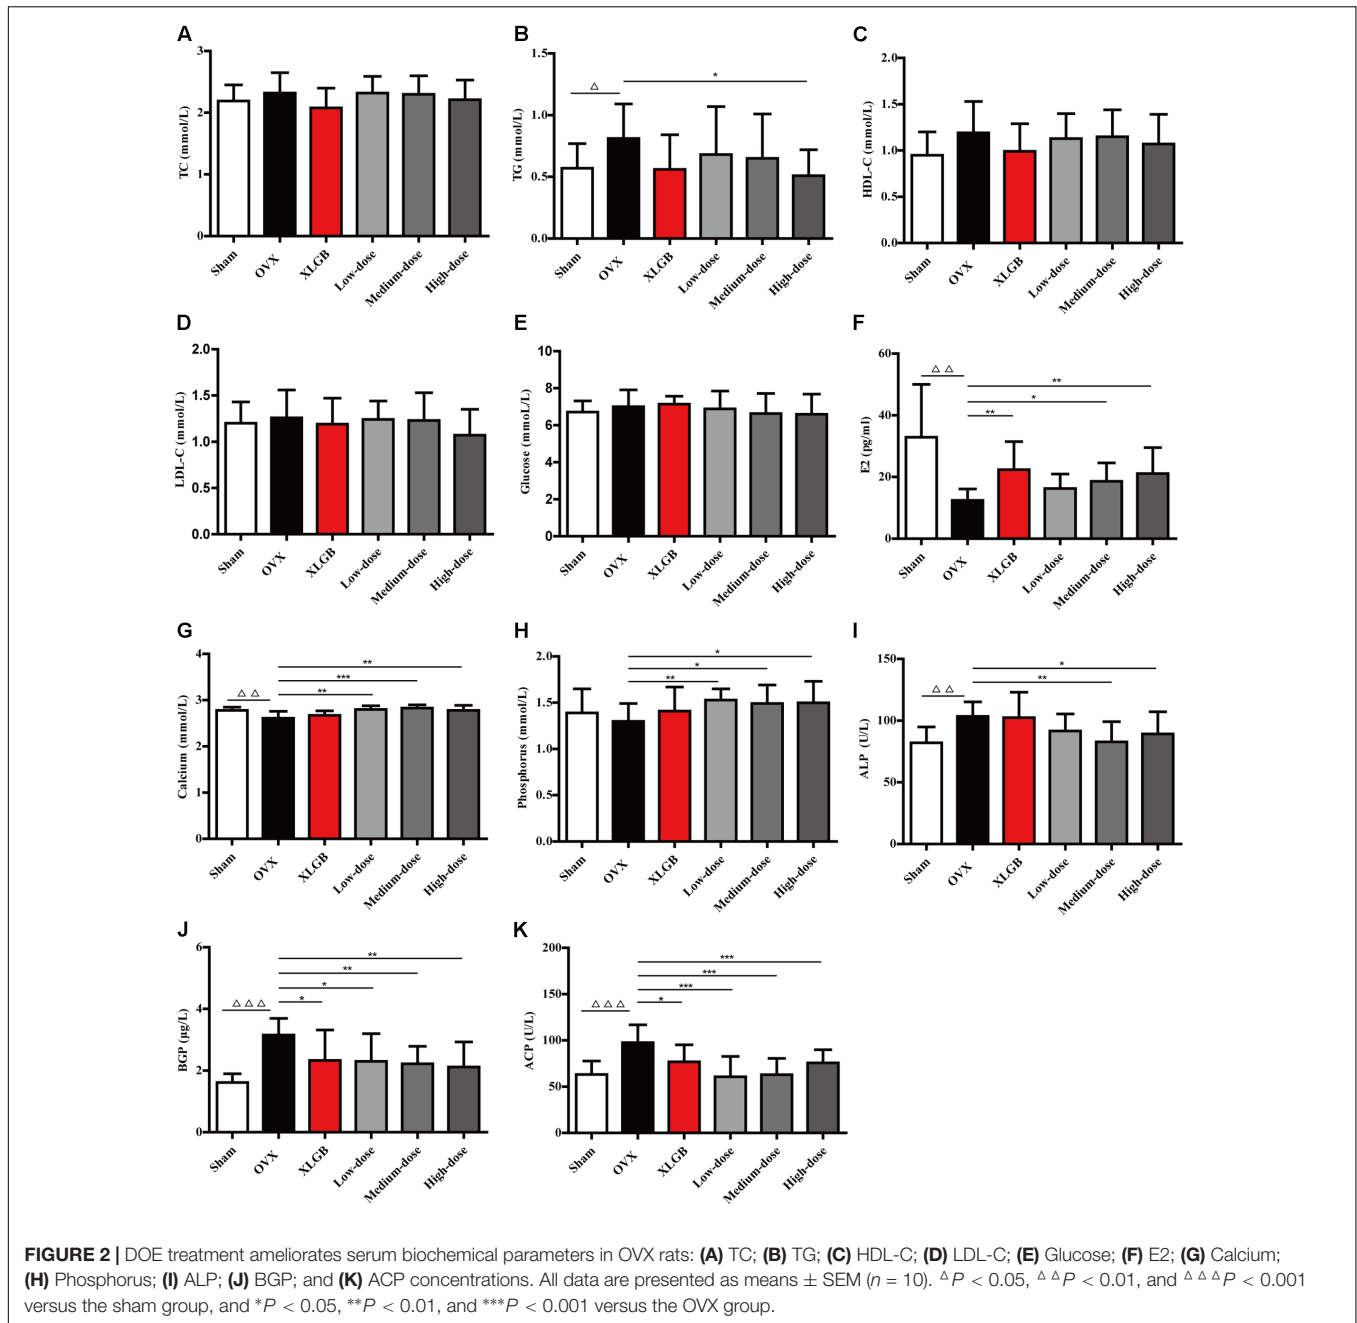 A
TC (mmol/L)
3
2
1
0
Sham
OVX
XLGB
Low-dose
Medium-dose
High-dose
B
TG (mmol/L)
1.5
1.0
0.5
0.0
△
*
Sham
OVX
XLGB
Low-dose
Medium-dose
High-dose
C
HDL-C (mmol/L)
2.0
1.5
1.0
0.5
0.0
Sham
OVX
XLGB
Low-dose
Medium-dose
High-dose
D
LDL-C (mmol/L)
2.0
1.5
1.0
0.5
0.0
Sham
OVX
XLGB
Low-dose
Medium-dose
High-dose
E
Glucose (mmoL/L)
10
8
6
4
2
0
Sham
OVX
XLGB
Low-dose
Medium-dose
High-dose
F
E2 (pg/ml)
60
40
20
0
△ △
**
*
**
Sham
OVX
XLGB
Low-dose
Medium-dose
High-dose
G
Calcium (mmol/L)
4
3
2
1
0
△ △
**
***
**
Sham
OVX
XLGB
Low-dose
Medium-dose
High-dose
H
Phosphorus (mmol/L)
2.0
1.5
1.0
0.5
0.0
*
*
**
Sham
OVX
XLGB
Low-dose
Medium-dose
High-dose
I
ALP (U/L)
150
100
50
0
△ △
*
**
Sham
OVX
XLGB
Low-dose
Medium-dose
High-dose
J
BGP (μg/L)
6
4
2
0
△ △ △
**
**
*
*
Sham
OVX
XLGB
Low-dose
Medium-dose
High-dose
K
ACP (U/L)
200
150
100
50
0
△ △ △
***
***
***
*
Sham
OVX
XLGB
Low-dose
Medium-dose
High-dose
FIGURE 2 | DOE treatment ameliorates serum biochemical parameters in OVX rats: (A) TC; (B) TG; (C) HDL-C; (D) LDL-C; (E) Glucose; (F) E2; (G) Calcium;
(H) Phosphorus; (I) ALP; (J) BGP; and (K) ACP concentrations. All data are presented as means ± SEM (n = 10). △P < 0.05, △△P < 0.01, and △△△P < 0.001
versus the sham group, and *P < 0.05, **P < 0.01, and ***P < 0.001 versus the OVX group.